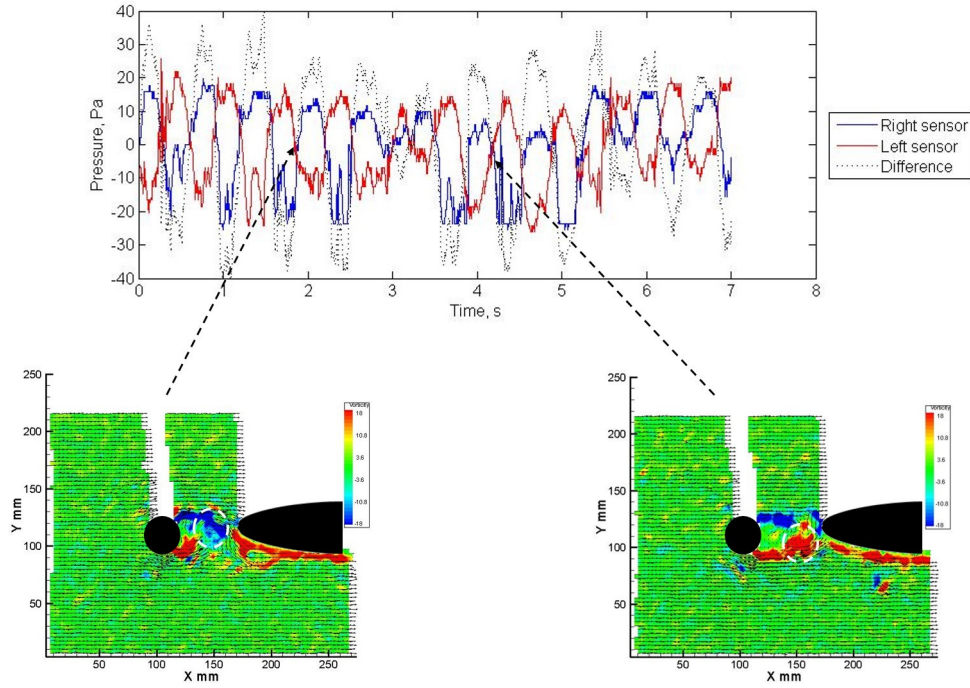 40
30
20
10
0
-10
-20
-30
-40
Pressure, Pa
0 1 2 3 4 5 6 7 8
Time, s
Right sensor
Left sensor
Difference
250
200
150
100
50
Y mm
50 100 150 200 250
X mm
Vorticity
18
10.8
3.6
-3.6
-10.8
-18
250
200
150
100
50
Y mm
50 100 150 200 250
X mm
Vorticity
18
10.8
3.6
-3.6
-10.8
-18